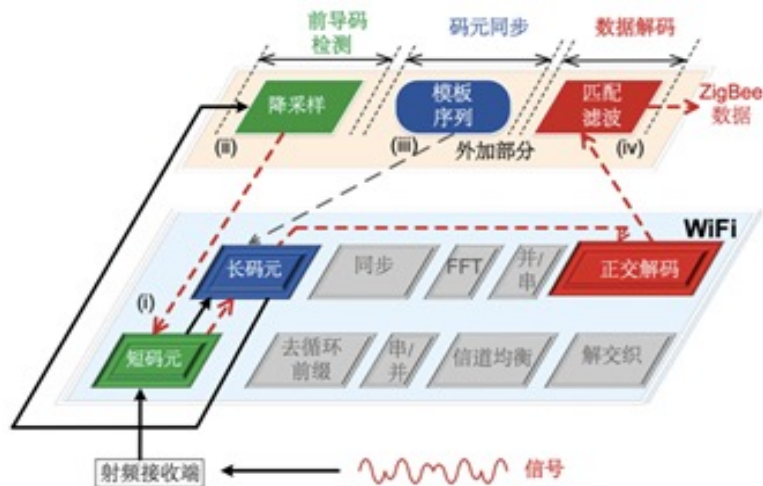 前导码
检测
码元同步
数据解码
降采样
模板
序列
匹配
滤波
ZigBee
数据
(ii)
(iii)
外加部分
(iv)
WiFi
长码元
同步
FFT
并/
串
正交解码
(i)
短码元
去循环
前缀
串/
并
信道均衡
解交织
射频接收端
信号